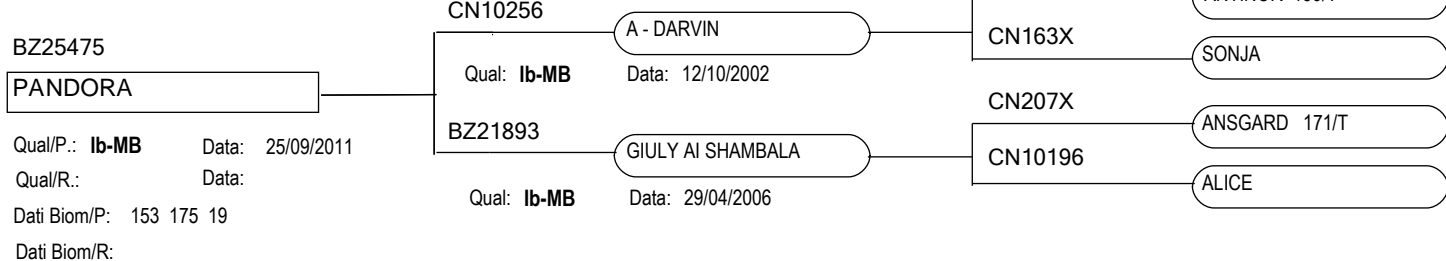 CN10256
A - DARVIN
CN163X
SONJA
BZ25475
PANDORA
Qual: Ib-MB Data: 12/10/2002
CN207X
ANSGARD 171/T
BZ21893
GIULY AI SHAMBALA
CN10196
ALICE
Qual/P.: Ib-MB Data: 25/09/2011
Qual/R.: Data:
Qual: Ib-MB Data: 29/04/2006
Dati Biom/P: 153 175 19
Dati Biom/R: